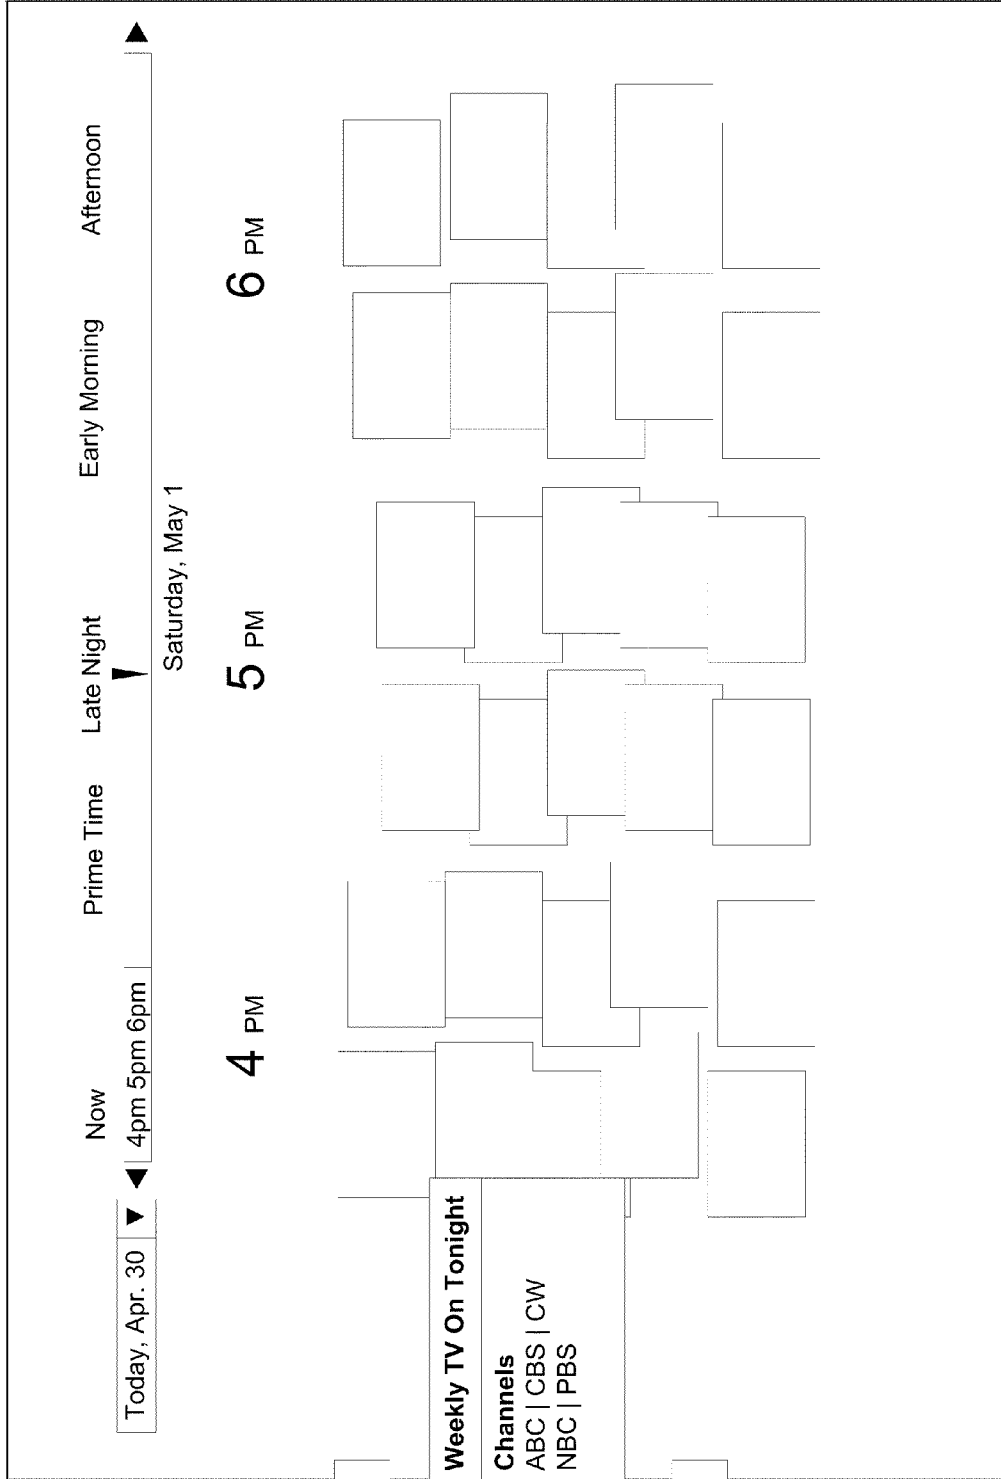 Now Prime Time Late Night Early Morning Afternoon
Today, Apr. 30 ▼ ◀ 4pm 5pm 6pm ▶
Saturday, May 1
4 PM 5 PM 6 PM
Weekly TV On Tonight
Channels
ABC | CBS | CW
NBC | PBS